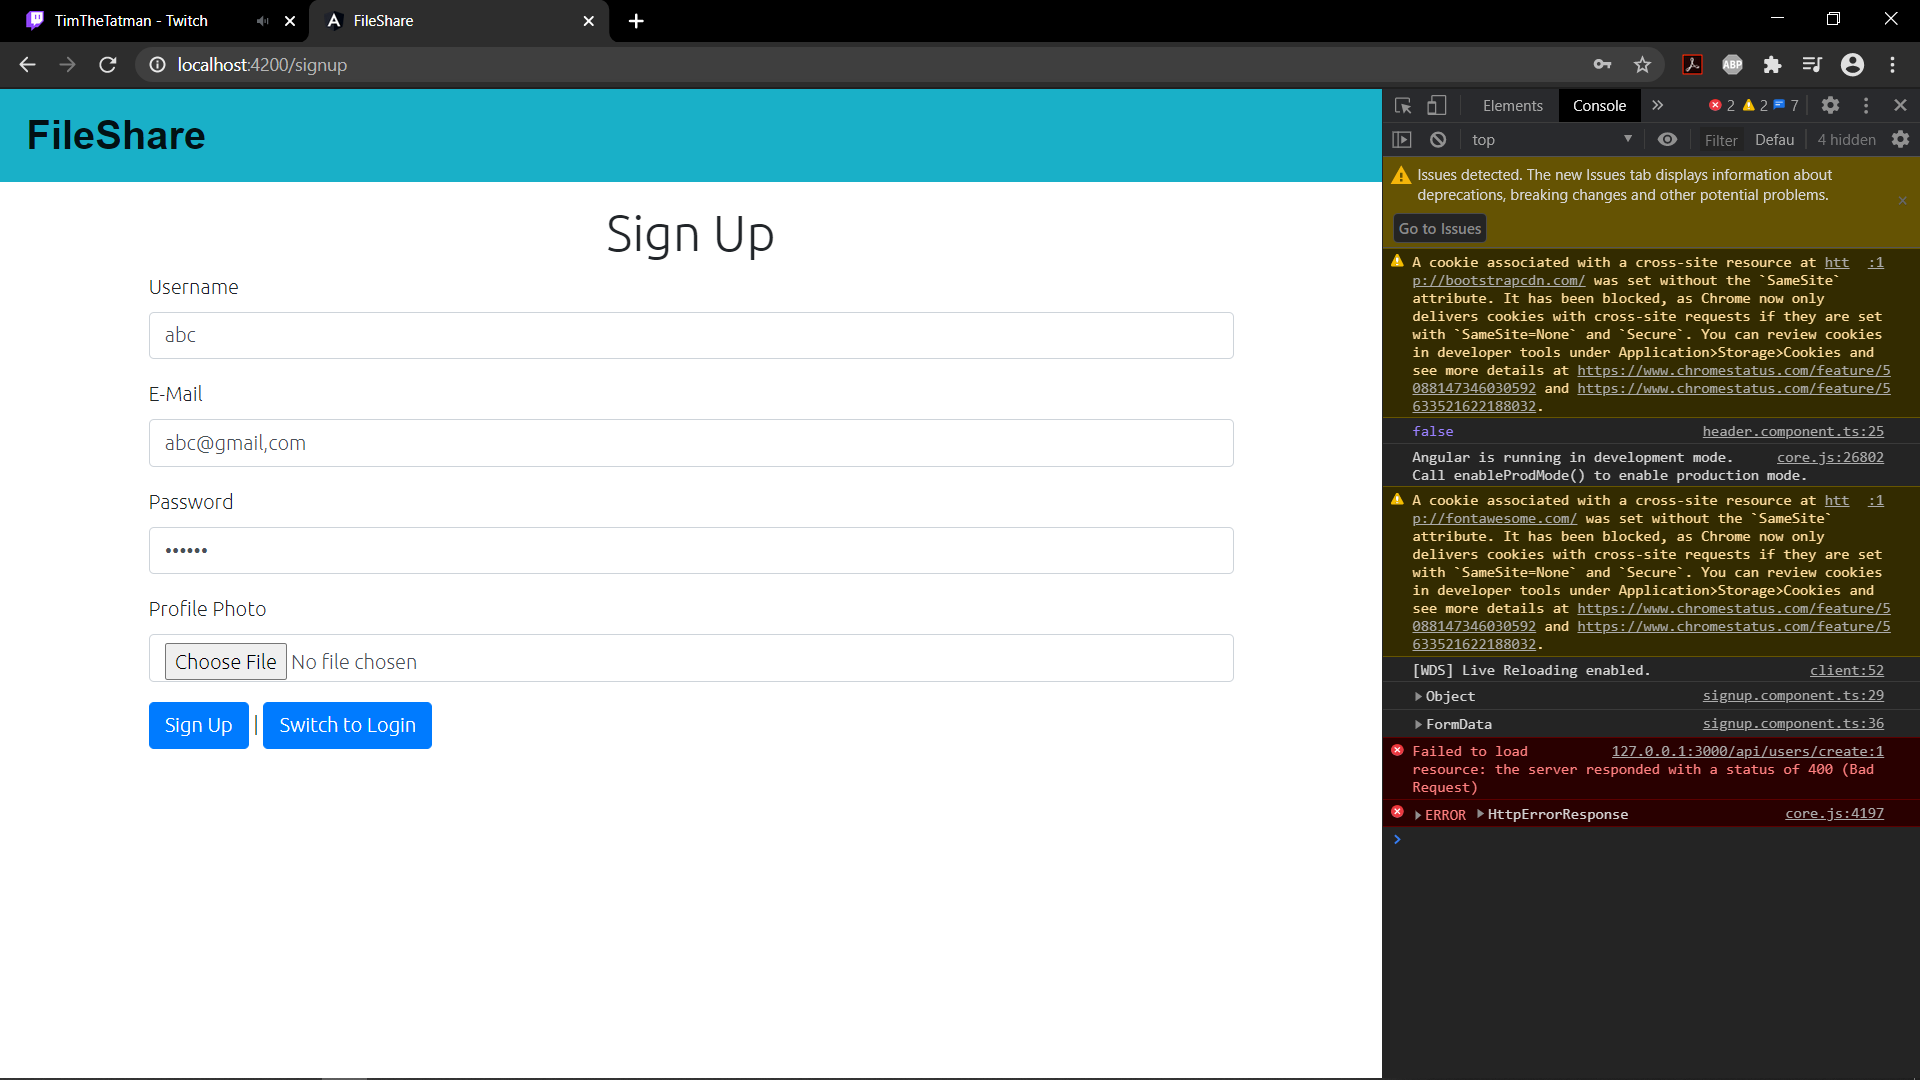 TimTheTatman - Twitch
FileShare
localhost:4200/signup
ABP
FileShare
Sign Up
Username
abc
E-Mail
abc@gmail,com
Password
••••••
Profile Photo
Choose File No file chosen
Sign Up | Switch to Login
Elements Console 2 2 7
top Filter Defau 4 hidden
Issues detected. The new Issues tab displays information about
deprecations, breaking changes and other potential problems.
Go to Issues
A cookie associated with a cross-site resource at htt :1
p://bootstrapcdn.com/ was set without the `SameSite`
attribute. It has been blocked, as Chrome now only
delivers cookies with cross-site requests if they are set
with `SameSite=None` and `Secure`. You can review cookies
in developer tools under Application>Storage>Cookies and
see more details at https://www.chromestatus.com/feature/5
088147346030592 and https://www.chromestatus.com/feature/5
633521622188032.
false header.component.ts:25
Angular is running in development mode. core.js:26802
Call enableProdMode() to enable production mode.
A cookie associated with a cross-site resource at htt :1
p://fontawesome.com/ was set without the `SameSite`
attribute. It has been blocked, as Chrome now only
delivers cookies with cross-site requests if they are set
with `SameSite=None` and `Secure`. You can review cookies
in developer tools under Application>Storage>Cookies and
see more details at https://www.chromestatus.com/feature/5
088147346030592 and https://www.chromestatus.com/feature/5
633521622188032.
[WDS] Live Reloading enabled. client:52
Object signup.component.ts:29
FormData signup.component.ts:36
Failed to load 127.0.0.1:3000/api/users/create:1
resource: the server responded with a status of 400 (Bad
Request)
ERROR HttpErrorResponse core.js:4197